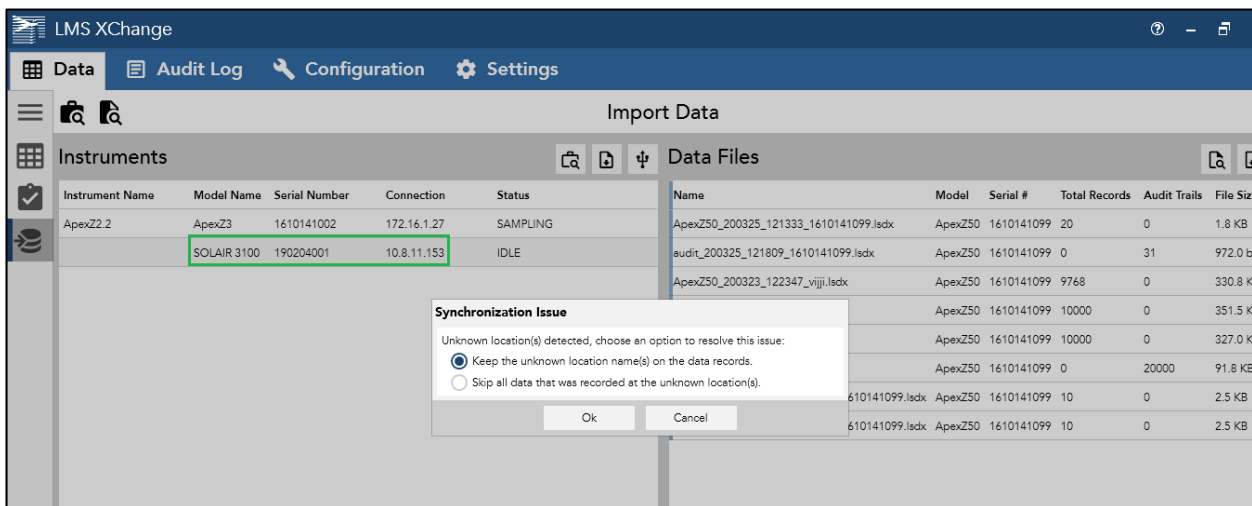 LMS XChange
Data Audit Log Configuration Settings
Import Data
Instruments
Instrument Name Model Name Serial Number Connection Status
ApexZ2.2 ApexZ3 1610141002 172.16.1.27 SAMPLING
SOLAIR 3100 190204001 10.8.11.153 IDLE
Data Files
Name Model Serial # Total Records Audit Trails File Siz
ApexZ50_200325_121333_1610141099.lsdx ApexZ50 1610141099 20 0 1.8 KB
audit_200325_121809_1610141099.lsdx ApexZ50 1610141099 0 31 972.0 b
ApexZ50_200323_122347_vijji.lsdx ApexZ50 1610141099 9768 0 330.8 K
ApexZ50 1610141099 10000 0 351.5 K
ApexZ50 1610141099 10000 0 327.0 K
ApexZ50 1610141099 0 20000 91.8 KB
610141099.lsdx ApexZ50 1610141099 10 0 2.5 KB
610141099.lsdx ApexZ50 1610141099 10 0 2.5 KB
Synchronization Issue
Unknown location(s) detected, choose an option to resolve this issue:
Keep the unknown location name(s) on the data records.
Skip all data that was recorded at the unknown location(s).
Ok Cancel